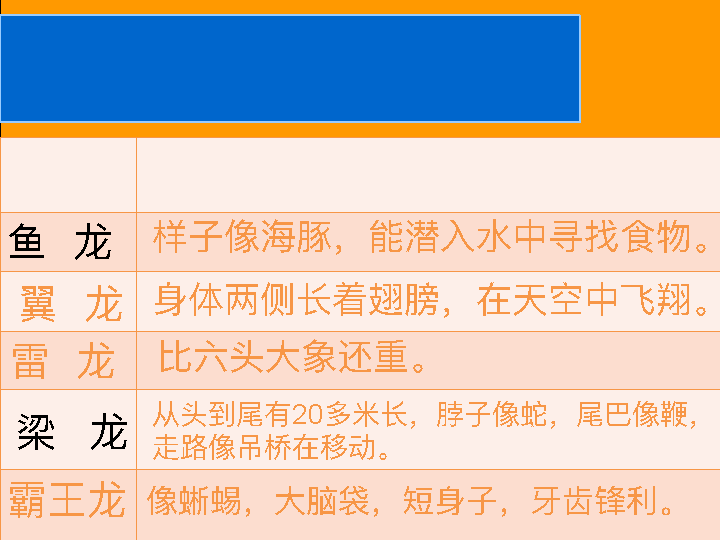 鱼 龙 样子像海豚，能潜入水中寻找食物。
翼 龙 身体两侧长着翅膀，在天空中飞翔。
雷 龙 比六头大象还重。
梁 龙 从头到尾有20多米长，脖子像蛇，尾巴像鞭，
走路像吊桥在移动。
霸王龙 像蜥蜴，大脑袋，短身子，牙齿锋利。